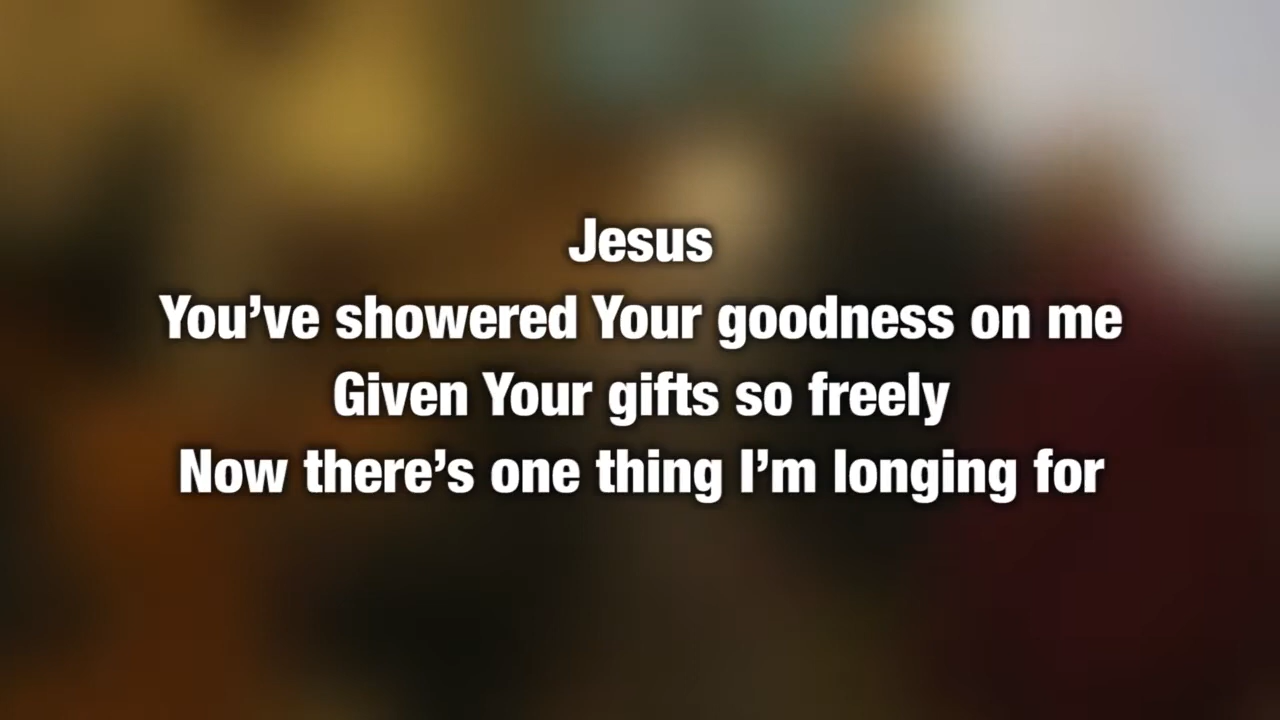 Jesus
You’ve showered Your goodness on me
Given Your gifts so freely
Now there’s one thing I’m longing for